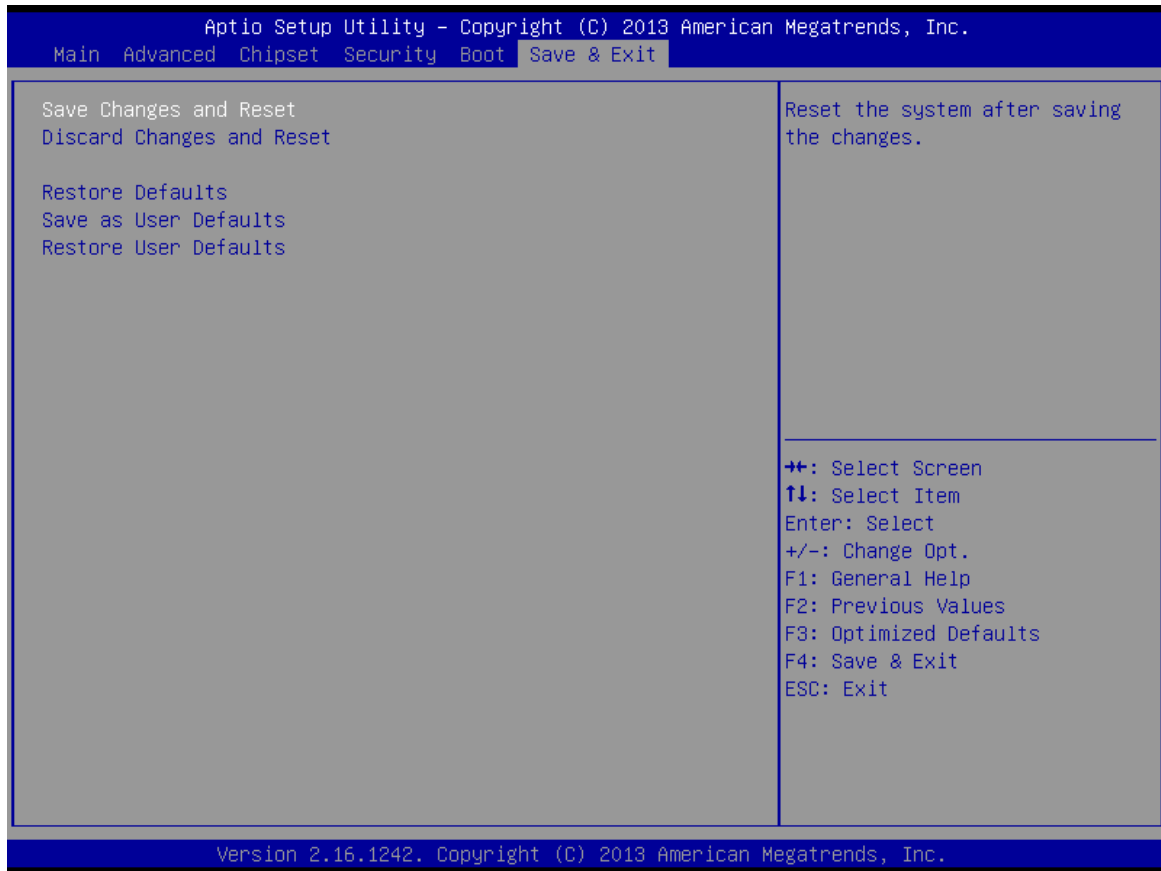 Aptio Setup Utility – Copyright (C) 2013 American Megatrends, Inc.
Main Advanced Chipset Security Boot Save & Exit
Save Changes and Reset
Discard Changes and Reset
Restore Defaults
Save as User Defaults
Restore User Defaults
Reset the system after saving
the changes.
→←: Select Screen
↑↓: Select Item
Enter: Select
+/-: Change Opt.
F1: General Help
F2: Previous Values
F3: Optimized Defaults
F4: Save & Exit
ESC: Exit
Version 2.16.1242. Copyright (C) 2013 American Megatrends, Inc.